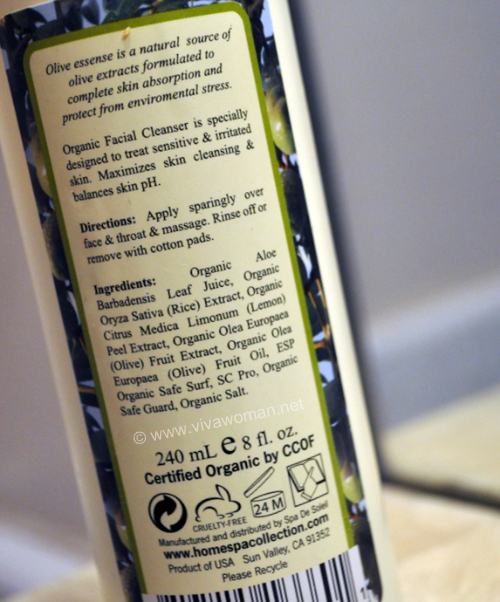 Olive essense is a natural source of
olive extracts formulated to
complete skin absorption and
protect from enviromental stress.
Organic Facial Cleanser is specially
designed to treat sensitive & irritated
skin. Maximizes skin cleansing &
balances skin pH.
Directions: Apply sparingly over
face & throat & massage. Rinse off or
remove with cotton pads.
Ingredients: Organic Aloe
Barbadensis Leaf Juice, Organic
Oryza Sativa (Rice) Extract, Organic
Citrus Medica Limonum (Lemon)
Peel Extract, Organic Olea Europaea
(Olive) Fruit Extract, Organic Olea
Europaea (Olive) Fruit Oil, ESP
Organic Safe Surf, SC Pro, Organic
Safe Guard, Organic Salt.
© www.vivawoman.net
240 mL e 8 fl. oz.
Certified Organic by CCOF
24 M
CRUELTY-FREE
Manufactured and distributed by Spa De Soleil
www.homespacollection.com
Product of USA Sun Valley, CA 91352
Please Recycle